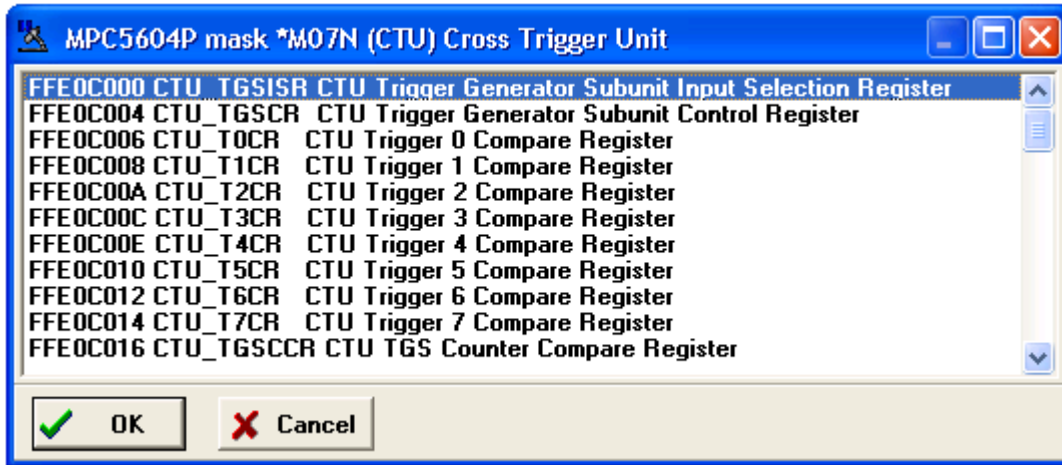 MPC5604P mask *M07N (CTU) Cross Trigger Unit
FFE0C000 CTU_TGSISR CTU Trigger Generator Subunit Input Selection Register
FFE0C004 CTU_TGSCR CTU Trigger Generator Subunit Control Register
FFE0C006 CTU_T0CR CTU Trigger 0 Compare Register
FFE0C008 CTU_T1CR CTU Trigger 1 Compare Register
FFE0C00A CTU_T2CR CTU Trigger 2 Compare Register
FFE0C00C CTU_T3CR CTU Trigger 3 Compare Register
FFE0C00E CTU_T4CR CTU Trigger 4 Compare Register
FFE0C010 CTU_T5CR CTU Trigger 5 Compare Register
FFE0C012 CTU_T6CR CTU Trigger 6 Compare Register
FFE0C014 CTU_T7CR CTU Trigger 7 Compare Register
FFE0C016 CTU_TGSCCR CTU TGS Counter Compare Register
OK Cancel